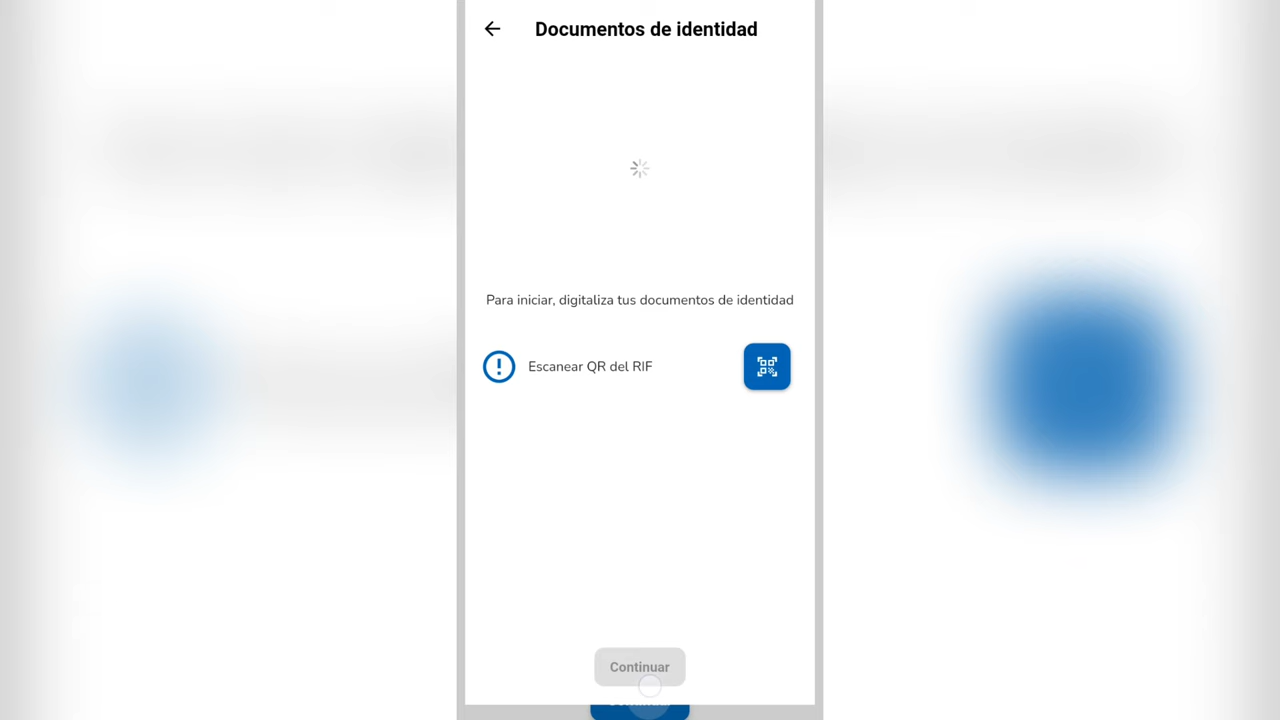 Documentos de identidad
Para iniciar, digitaliza tus documentos de identidad
Escanear QR del RIF
Continuar